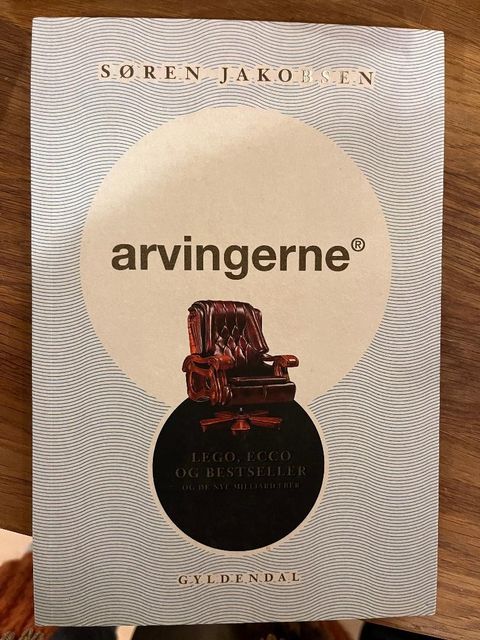 SØREN JAKOBSEN
arvingerne®
LEGO, ECCO
OG BESTSELLER
OG DE NYE MILLIARDÆRER
GYLDENDAL